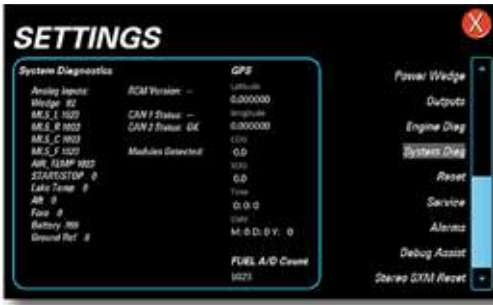 SETTINGS
X
System Diagnostics
Analog Inputs:
Wedge 92
MLS_L 1023
MLS_R 1023
MLS_C 1023
MLS_F 1023
AIR_TEMP 1023
START/STOP 0
Lake Temp 0
Aft 0
Fore 0
Battery
Ground Ref 0
ECM Version: --
CAN 1 Status: --
CAN 2 Status: OK
Modules Detected:
GPS
Latitude
0.000000
longitude
0.000000
COG
0.0
SOG
0.0
Time
0: 0: 0
Date
M: 0 D: 0 Y: 0
FUEL A/D Count
1023
Power Wedge
Outputs
Engine Diag
System Diag
Reset
Service
Alarms
Debug Assist
Stereo SXM Reset